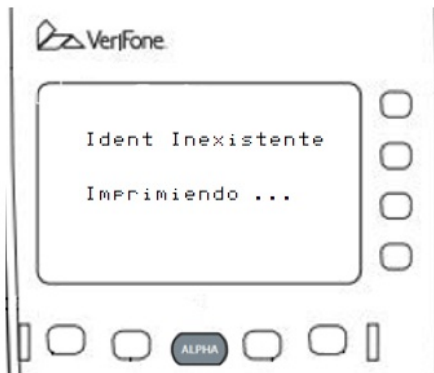 VeriFone
Ident Inexistente
Imprimiendo ...
ALPHA